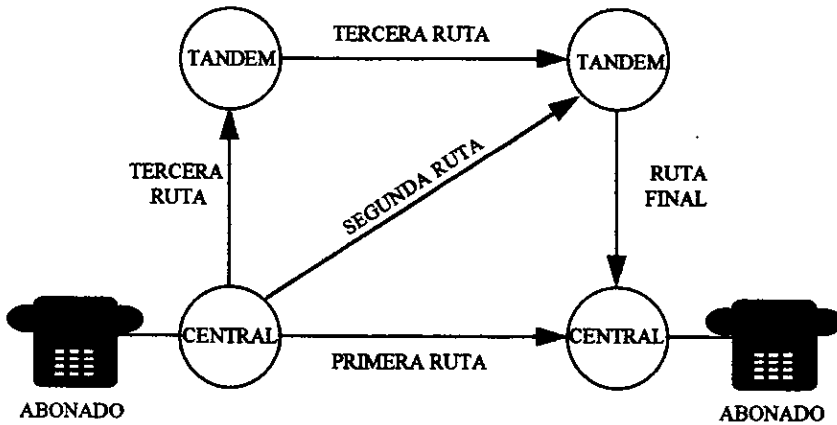 TERCERA RUTA
TANDEM
TANDEM
TERCERA
RUTA
SEGUNDA RUTA
RUTA
FINAL
CENTRAL
CENTRAL
PRIMERA RUTA
ABONADO
ABONADO